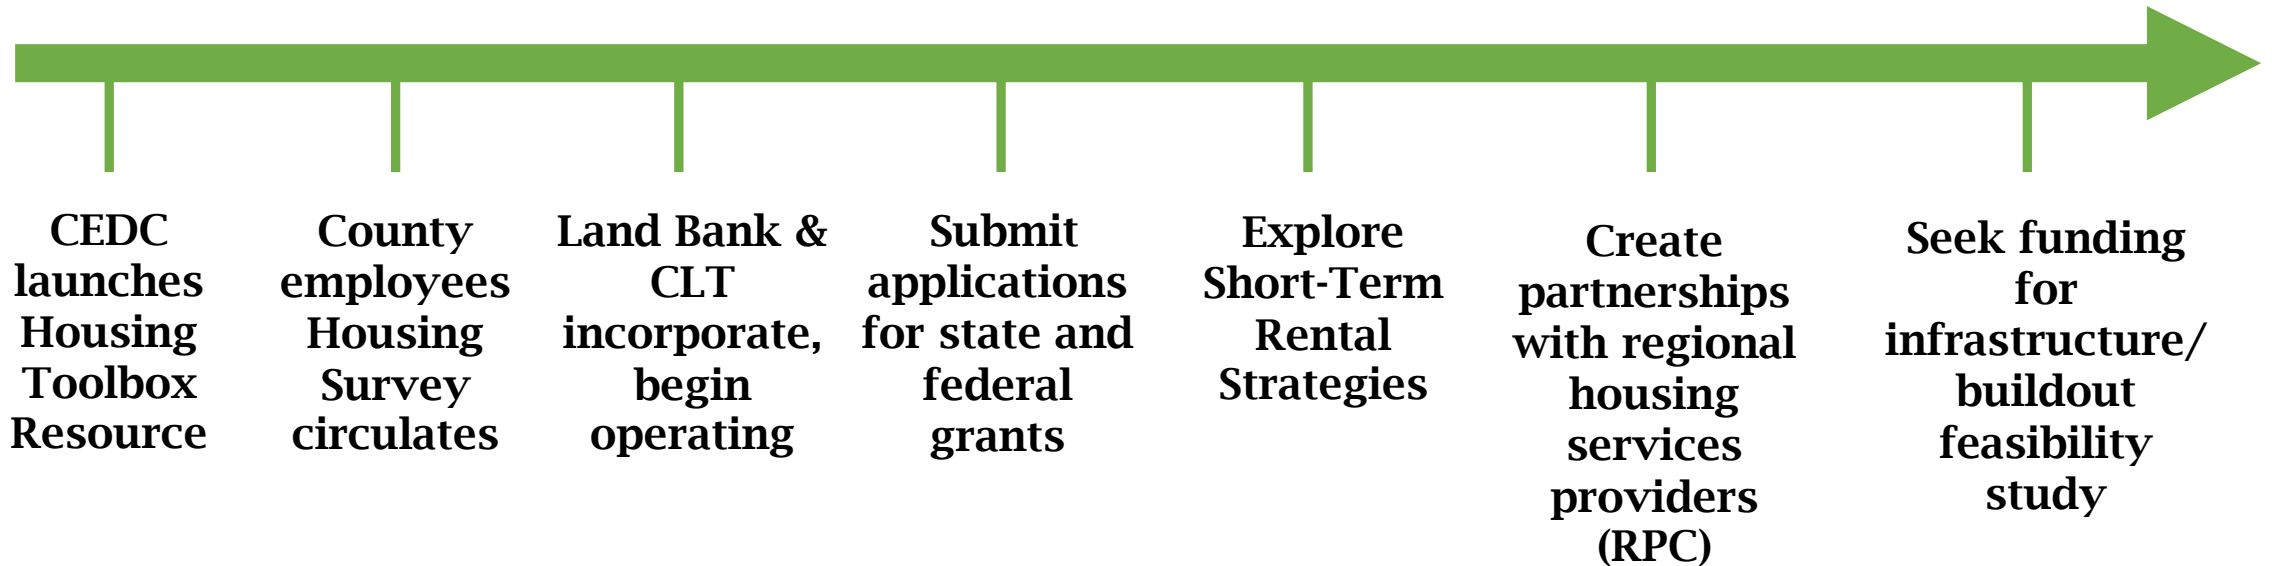 CEDC
launches
Housing
Toolbox
Resource
County
employees
Housing
Survey
circulates
Land Bank &
CLT
incorporate,
begin
operating
Submit
applications
for state and
federal
grants
Explore
Short-Term
Rental
Strategies
Create
partnerships
with regional
housing
services
providers
(RPC)
Seek funding
for
infrastructure/
buildout
feasibility
study